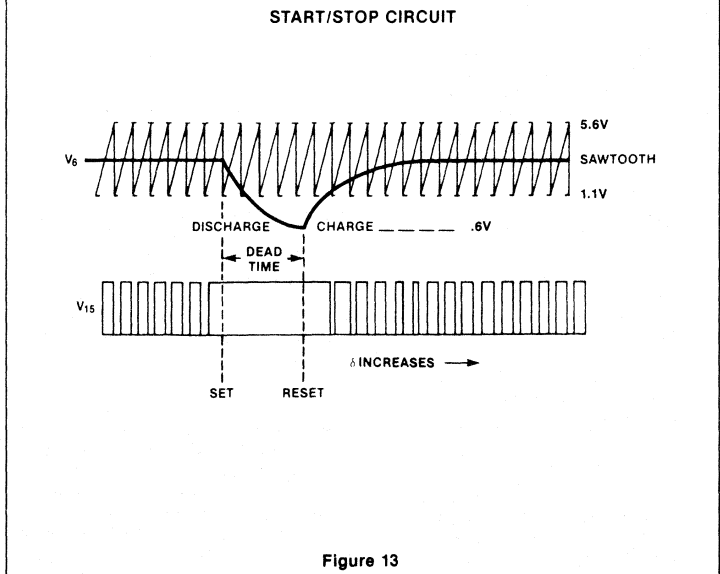 START/STOP CIRCUIT
5.6V
V6
SAWTOOTH
1.1V
DISCHARGE
CHARGE _ _ _ _ .6V
DEAD
TIME
V15
δ INCREASES
SET
RESET
Figure 13